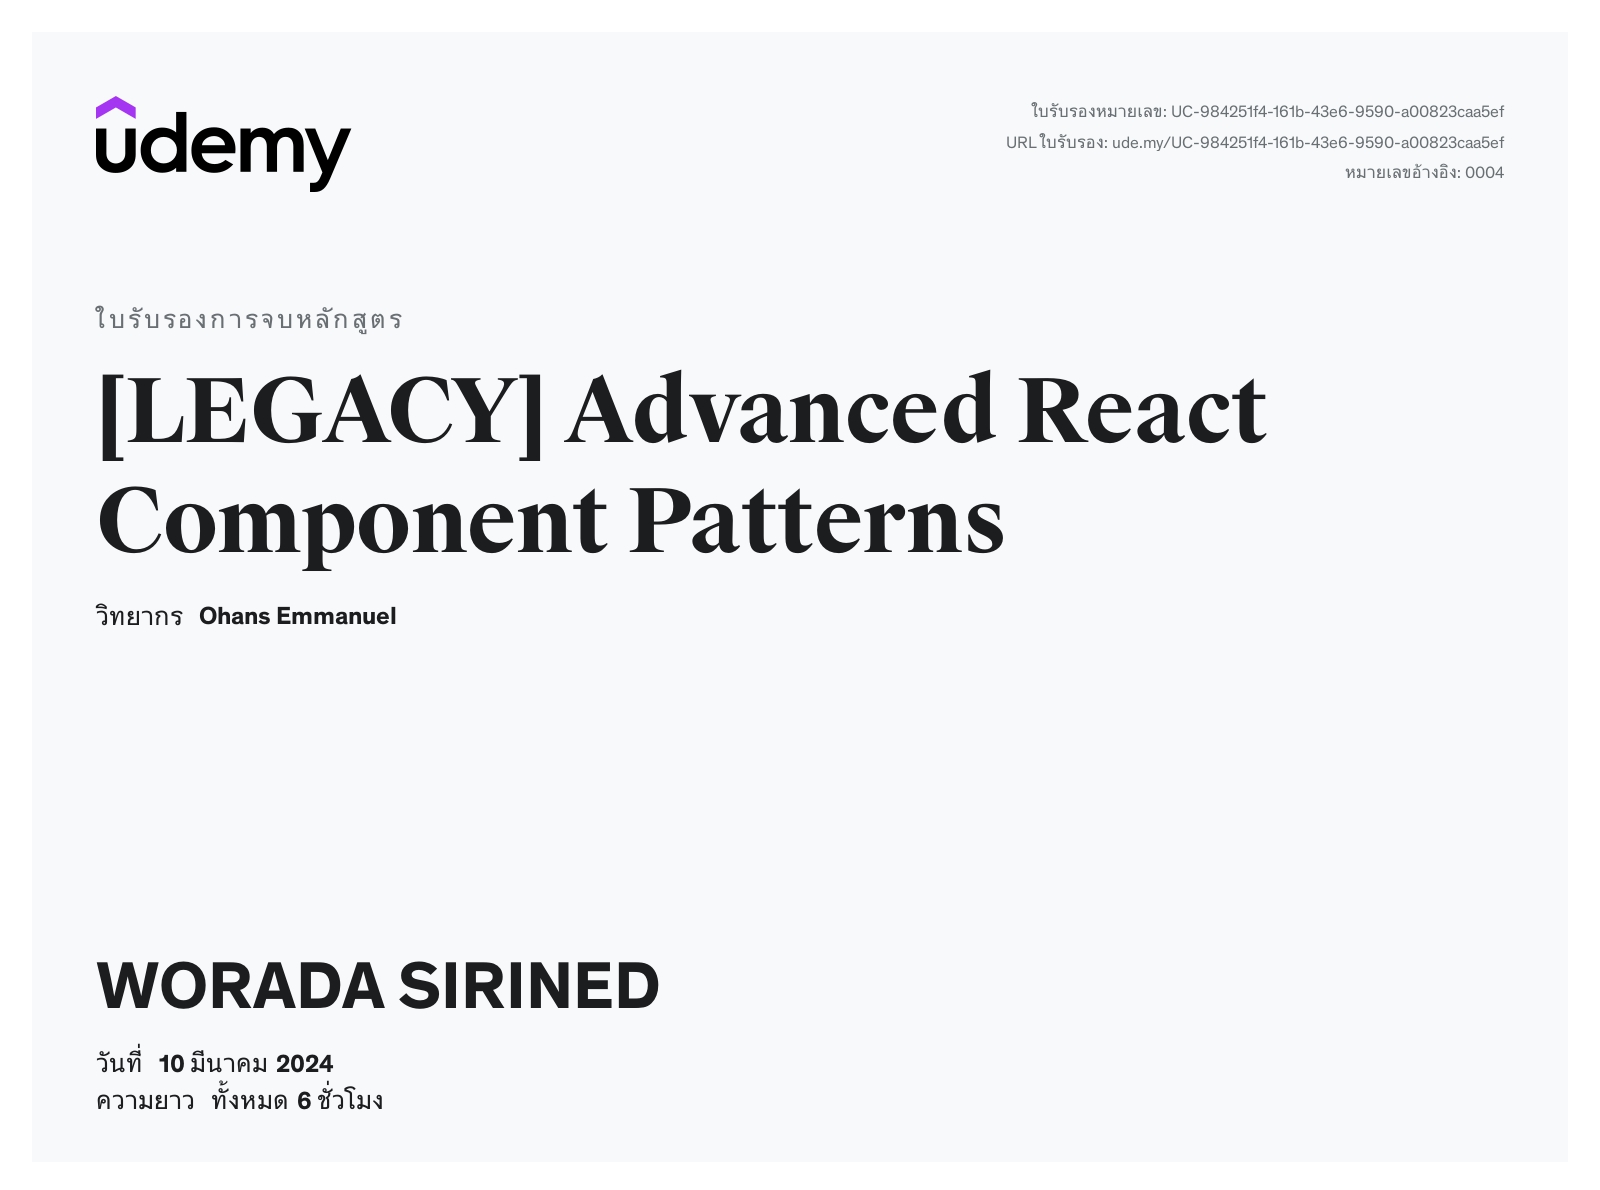 udemy
ใบรับรองหมายเลข: UC-984251f4-161b-43e6-9590-a00823caa5ef
URL ใบรับรอง: ude.my/UC-984251f4-161b-43e6-9590-a00823caa5ef
หมายเลขอ้างอิง: 0004
ใบรับรองการจบหลักสูตร
[LEGACY] Advanced React
Component Patterns
วิทยากร Ohans Emmanuel
WORADA SIRINED
วันที่ 10 มีนาคม 2024
ความยาว ทั้งหมด 6 ชั่วโมง